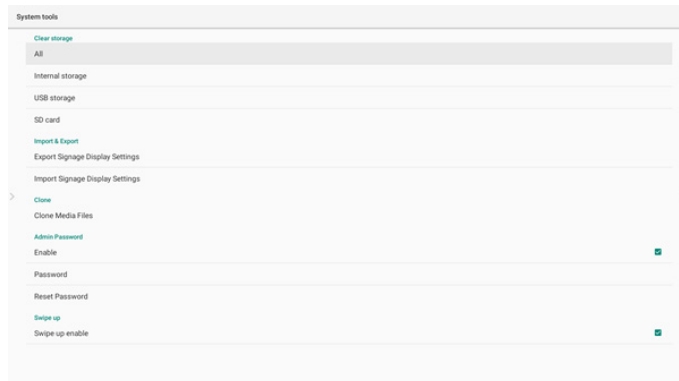 System tools
Clear storage
All
Internal storage
USB storage
SD card
Import & Export
Export Signage Display Settings
Import Signage Display Settings
Clone
Clone Media Files
Admin Password
Enable
Password
Reset Password
Swipe up
Swipe up enable